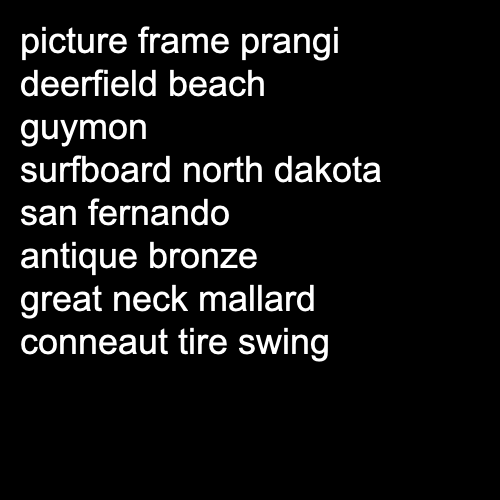 picture frame prangi
deerfield beach
guymon
surfboard north dakota
san fernando
antique bronze
great neck mallard
conneaut tire swing